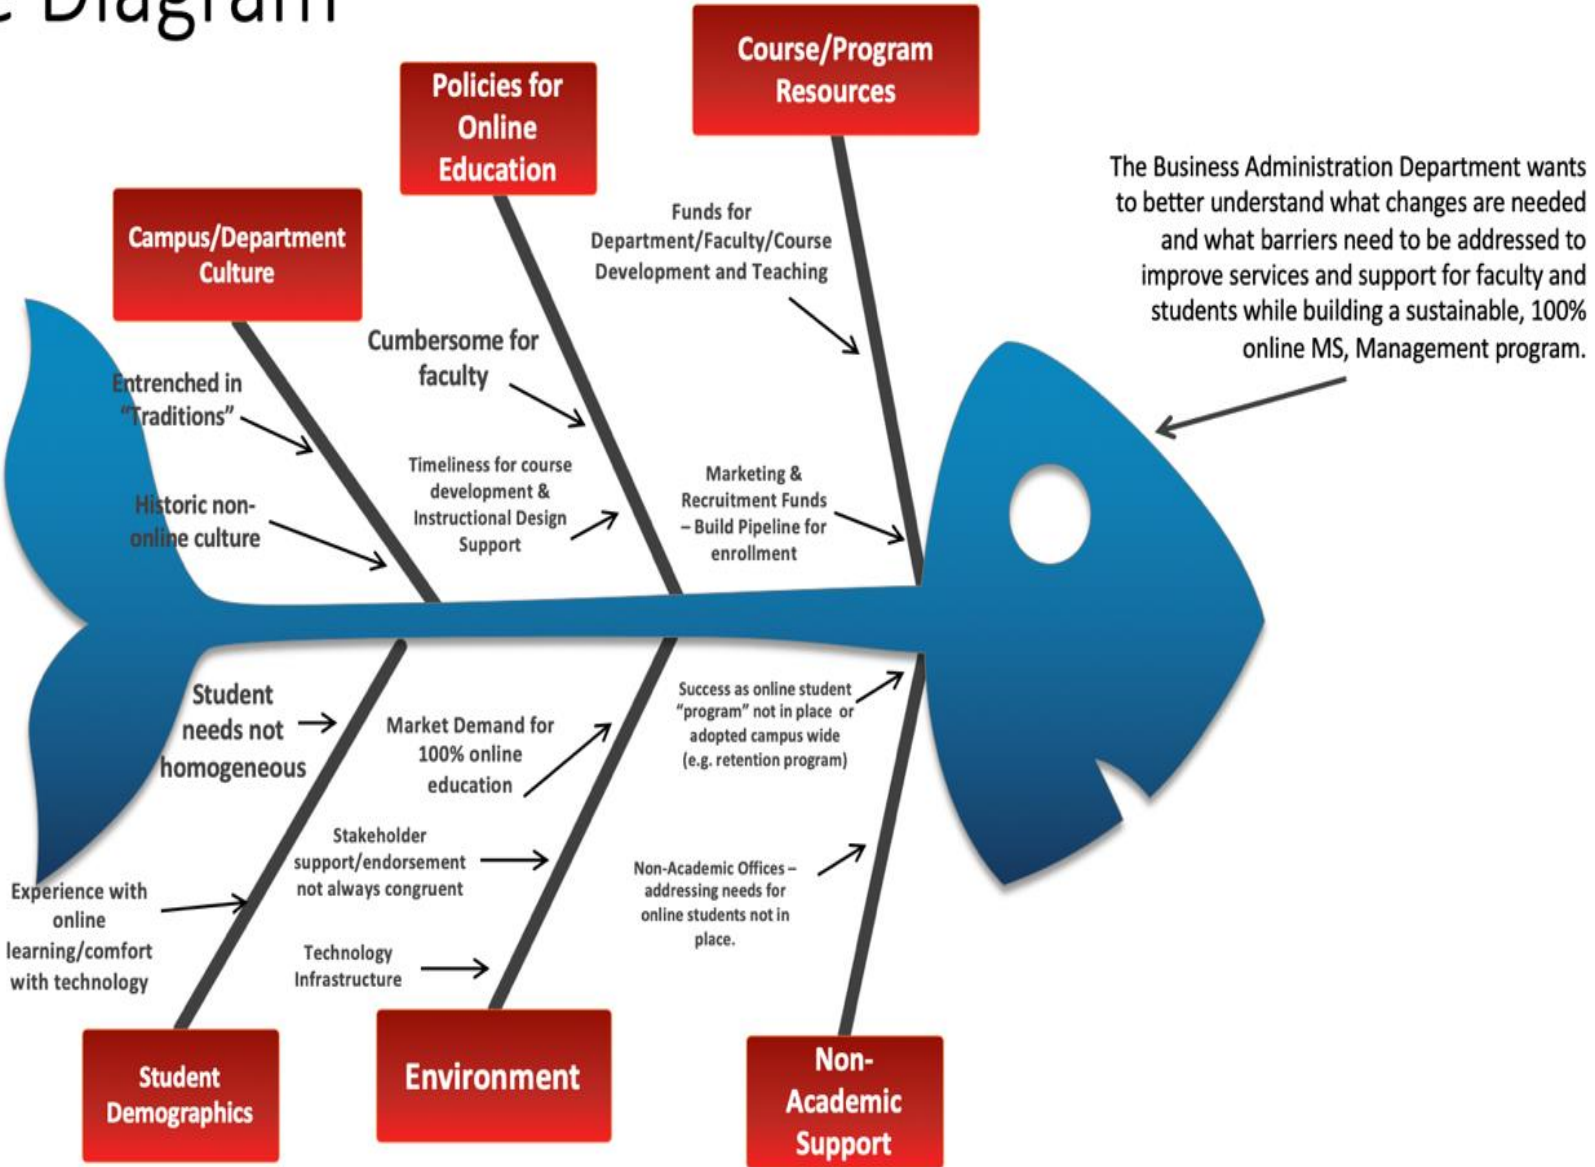 e Diagram
Course/Program
Resources
Policies for
Online
Education
Campus/Department
Culture
The Business Administration Department wants
to better understand what changes are needed
and what barriers need to be addressed to
improve services and support for faculty and
students while building a sustainable, 100%
online MS, Management program.
Funds for
Department/Faculty/Course
Development and Teaching
Cumbersome for
faculty
Entrenched in
“Traditions”
Timeliness for course
development &
Instructional Design
Support
Marketing &
Recruitment Funds
– Build Pipeline for
enrollment
Historic non-
online culture
Student
needs not
homogeneous
Market Demand for
100% online
education
Success as online student
“program” not in place or
adopted campus wide
(e.g. retention program)
Stakeholder
support/endorsement
not always congruent
Non-Academic Offices –
addressing needs for
online students not in
place.
Experience with
online
learning/comfort
with technology
Technology
Infrastructure
Student
Demographics
Environment
Non-
Academic
Support